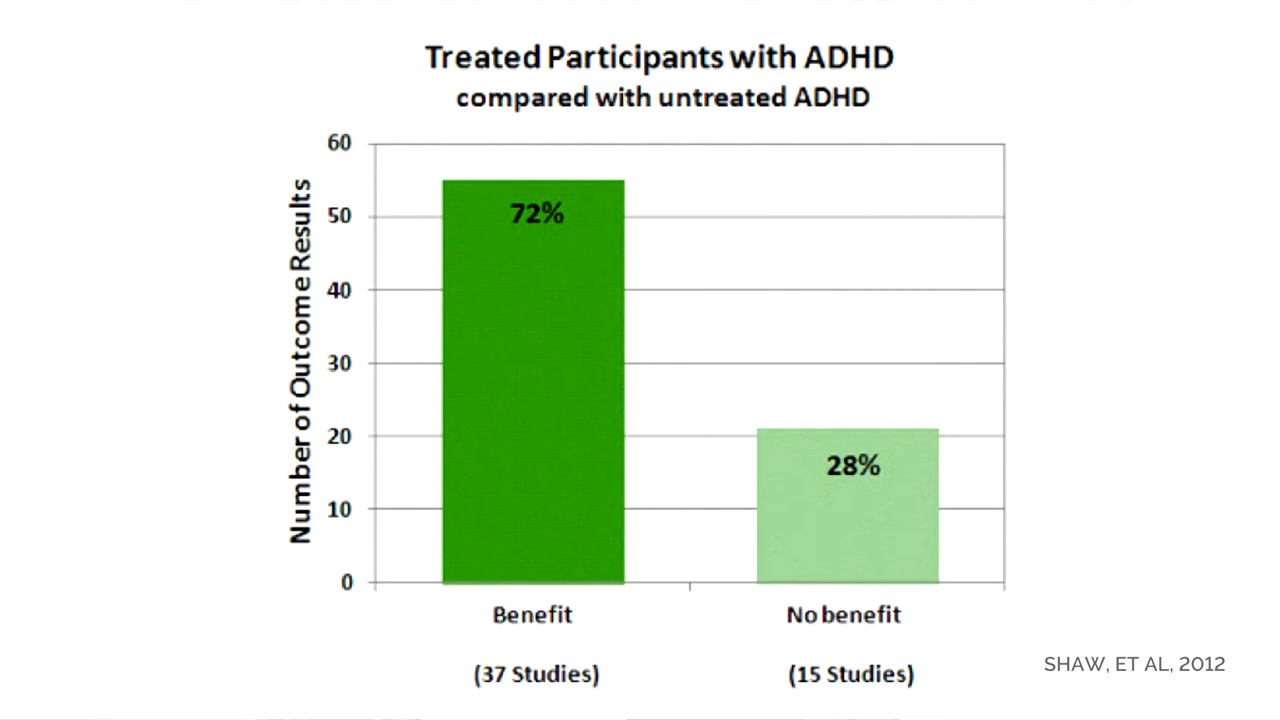 Treated Participants with ADHD
compared with untreated ADHD
Number of Outcome Results
60
50
40
30
20
10
0
72%
28%
Benefit
No benefit
(37 Studies)
(15 Studies)
SHAW, ET AL, 2012